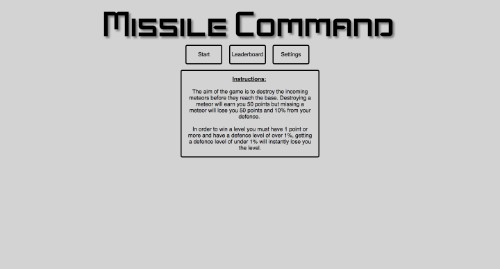 Missile Command
Start Leaderboard Settings
Instructions:
The aim of the game is to destroy the incoming
meteors before they reach the base. Destroying a
meteor will earn you 50 points but missing a
meteor will lose you 50 points and 10% from your
defence.
In order to win a level you must have 1 point or
more and have a defence level of over 1%, getting
a defence level of under 1% will instantly lose you
the level.